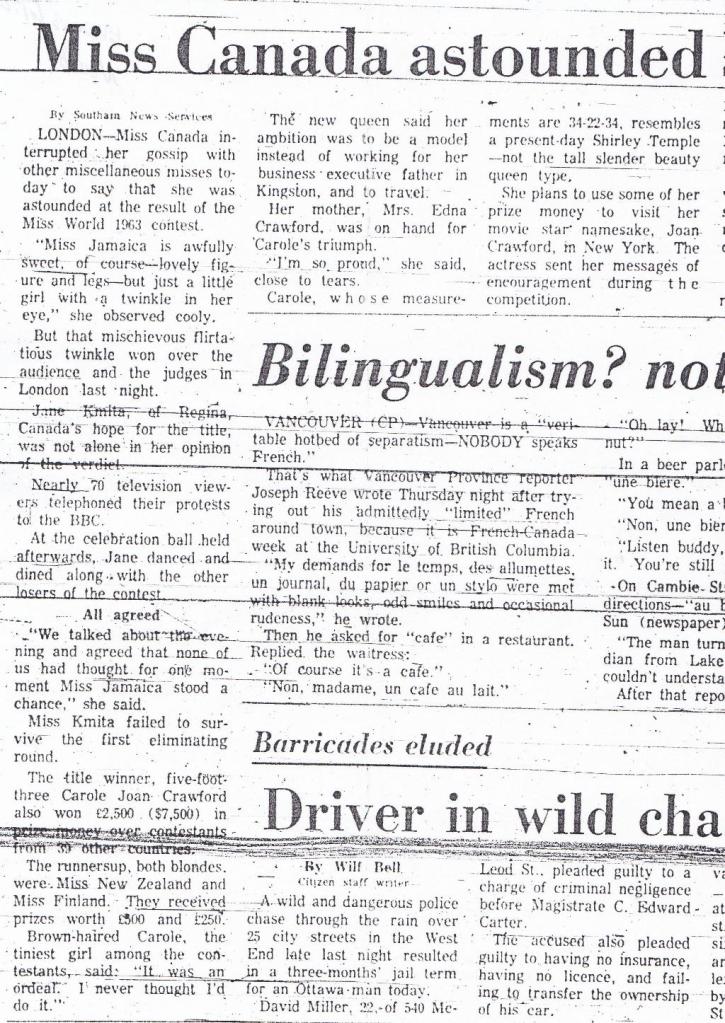 Miss Canada astounded
By Southam News Services
LONDON—Miss Canada in-
terrupted her gossip with
other miscellaneous misses to-
day to say that she was
astounded at the result of the
Miss World 1963 contest.
"Miss Jamaica is awfully
sweet, of course—lovely fig-
ure and legs—but just a little
girl with a twinkle in her
eye," she observed cooly.
But that mischievous flirta-
tious twinkle won over the
audience and the judges in
London last night.
Jane Kmita, of Regina,
Canada's hope for the title,
was not alone in her opinion
of the verdict.
Nearly 70 television view-
ers telephoned their protests
to the BBC.
At the celebration ball held
afterwards, Jane danced and
dined along with the other
losers of the contest.
All agreed
"We talked about the eve-
ning and agreed that none of
us had thought for one mo-
ment Miss Jamaica stood a
chance," she said.
Miss Kmita failed to sur-
vive the first eliminating
round.
The title winner, five-foot-
three Carole Joan Crawford
also won £2,500 ($7,500) in
prize money over contestants
from 39 other countries.
The runnersup, both blondes,
were Miss New Zealand and
Miss Finland. They received
prizes worth £500 and £250.
Brown-haired Carole, the
tiniest girl among the con-
testants, said: "It was an
ordeal. I never thought I'd
do it."
The new queen said her
ambition was to be a model
instead of working for her
business executive father in
Kingston, and to travel.
Her mother, Mrs. Edna
Crawford, was on hand for
Carole's triumph.
"I'm so proud," she said,
close to tears.
Carole, whose measure-
ments are 34-22-34, resembles
a present-day Shirley Temple
—not the tall slender beauty
queen type.
She plans to use some of her
prize money to visit her
movie star namesake, Joan
Crawford, in New York. The
actress sent her messages of
encouragement during the
competition.
Bilingualism? not
VANCOUVER (CP)—Vancouver is a "veri-
table hotbed of separatism—NOBODY speaks
French."
That's what Vancouver Province reporter
Joseph Reeve wrote Thursday night after try-
ing out his admittedly "limited" French
around town, because it is French-Canada
week at the University of British Columbia.
"My demands for le temps, des allumettes,
un journal, du papier or un stylo were met
with blank looks, odd smiles and occasional
rudeness," he wrote.
Then he asked for "cafe" in a restaurant.
Replied the waitress:
"Of course it's a cafe."
"Non, madame, un cafe au lait."
"Oh lay! Wh
nut?"
In a beer parl
"une biere."
"You mean a
"Non, une bier
"Listen buddy,
it. You're still
On Cambie St
directions—"au b
Sun (newspaper)
"The man turn
dian from Lake
couldn't understa
After that repo
Barricades eluded
Driver in wild cha
By Wilf Bell
Citizen staff writer
A wild and dangerous police
chase through the rain over
25 city streets in the West
End late last night resulted
in a three-months' jail term
for an Ottawa man today.
David Miller, 22, of 540 Mc-
Leod St., pleaded guilty to a
charge of criminal negligence
before Magistrate C. Edward
Carter.
The accused also pleaded
guilty to having no insurance,
having no licence, and fail-
ing to transfer the ownership
of his car.